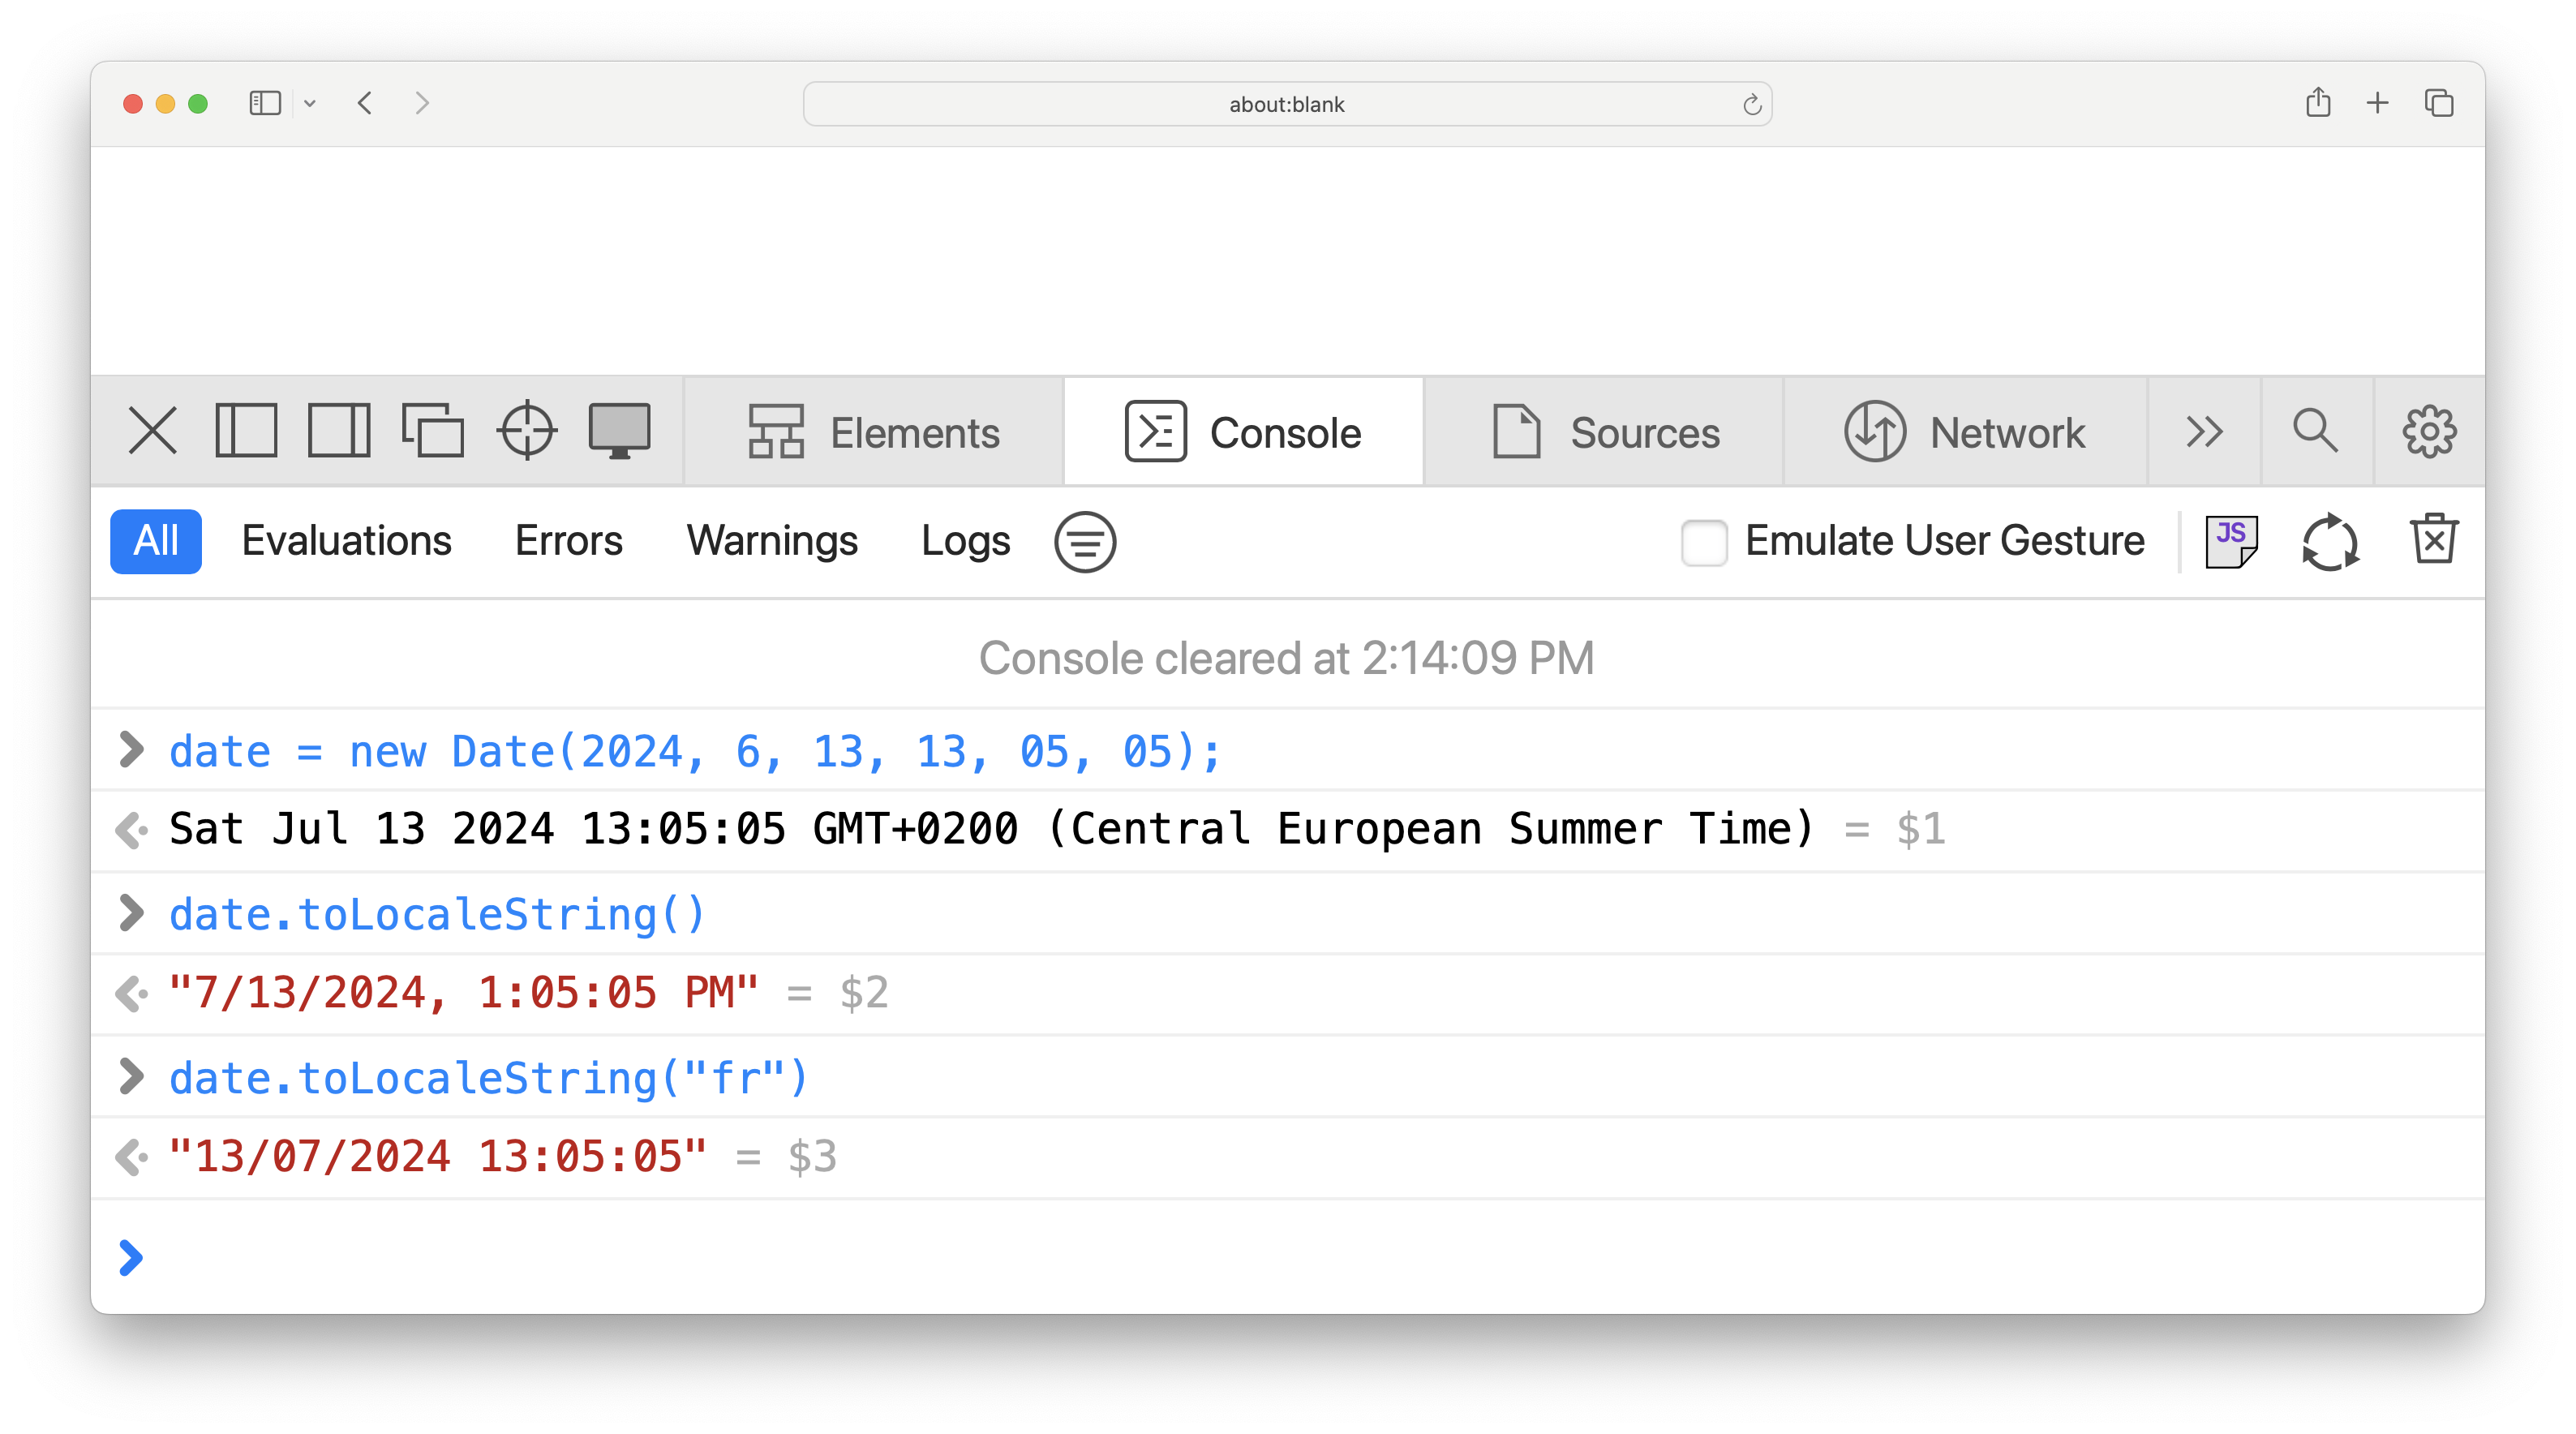 about:blank
Elements Console Sources Network
All Evaluations Errors Warnings Logs Emulate User Gesture JS
Console cleared at 2:14:09 PM
date = new Date(2024, 6, 13, 13, 05, 05);
Sat Jul 13 2024 13:05:05 GMT+0200 (Central European Summer Time) = $1
date.toLocaleString()
"7/13/2024, 1:05:05 PM" = $2
date.toLocaleString("fr")
"13/07/2024 13:05:05" = $3